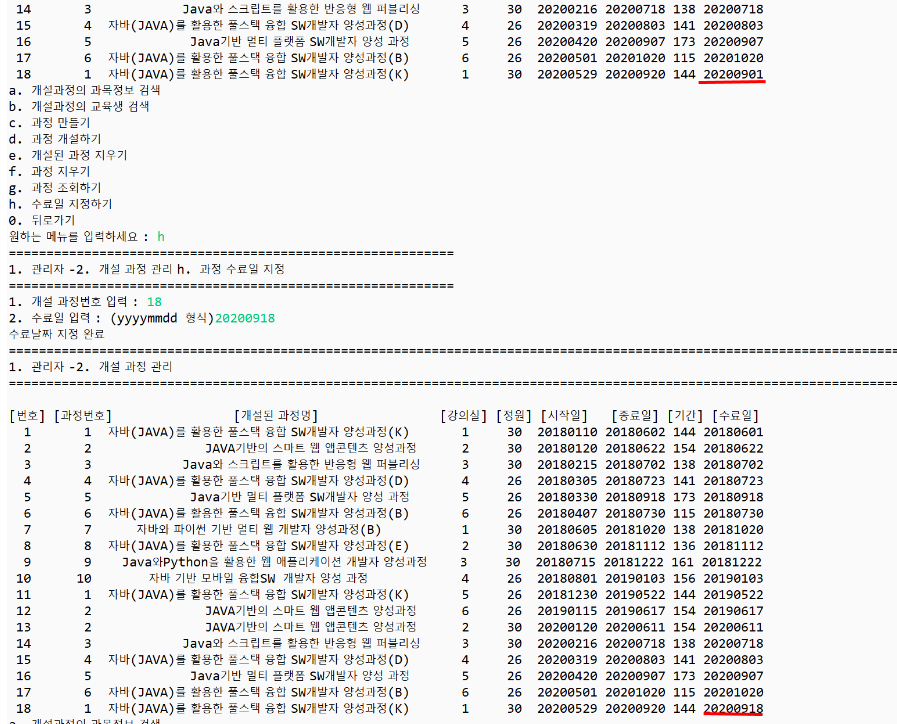 14 3 Java와 스크립트를 활용한 반응형 웹 퍼블리싱 3 30 20200216 20200718 138 20200718
15 4 자바(JAVA)를 활용한 풀스택 융합 SW개발자 양성과정(D) 4 26 20200319 20200803 141 20200803
16 5 Java기반 멀티 플랫폼 SW개발자 양성 과정 5 26 20200420 20200907 173 20200907
17 6 자바(JAVA)를 활용한 풀스택 융합 SW개발자 양성과정(B) 6 26 20200501 20201020 115 20201020
18 1 자바(JAVA)를 활용한 풀스택 융합 SW개발자 양성과정(K) 1 30 20200529 20200920 144 20200901
a. 개설과정의 과목정보 검색
b. 개설과정의 교육생 검색
c. 과정 만들기
d. 과정 개설하기
e. 개설된 과정 지우기
f. 과정 지우기
g. 과정 조회하기
h. 수료일 지정하기
0. 뒤로가기
원하는 메뉴를 입력하세요 : h
============================================================
1. 관리자 -2. 개설 과정 관리 h. 과정 수료일 지정
============================================================
1. 개설 과정번호 입력 : 18
2. 수료일 입력 : (yyyymmdd 형식)20200918
수료날짜 지정 완료
========================================================================================================================
1. 관리자 -2. 개설 과정 관리
========================================================================================================================
[번호] [과정번호] [개설된 과정명] [강의실] [정원] [시작일] [종료일] [기간] [수료일]
1 1 자바(JAVA)를 활용한 풀스택 융합 SW개발자 양성과정(K) 1 30 20180110 20180602 144 20180601
2 2 JAVA기반의 스마트 웹 앱콘텐츠 양성과정 2 30 20180120 20180622 154 20180622
3 3 Java와 스크립트를 활용한 반응형 웹 퍼블리싱 3 30 20180215 20180702 138 20180702
4 4 자바(JAVA)를 활용한 풀스택 융합 SW개발자 양성과정(D) 4 26 20180305 20180723 141 20180723
5 5 Java기반 멀티 플랫폼 SW개발자 양성 과정 5 26 20180330 20180918 173 20180918
6 6 자바(JAVA)를 활용한 풀스택 융합 SW개발자 양성과정(B) 6 26 20180407 20180730 115 20180730
7 7 자바와 파이썬 기반 멀티 웹 개발자 양성과정(B) 1 30 20180605 20181020 138 20181020
8 8 자바(JAVA)를 활용한 풀스택 융합 SW개발자 양성과정(E) 2 30 20180630 20181112 136 20181112
9 9 Java와Python을 활용한 웹 애플리케이션 개발자 양성과정 3 30 20180715 20181222 161 20181222
10 10 자바 기반 모바일 융합SW 개발자 양성 과정 4 26 20180801 20190103 156 20190103
11 1 자바(JAVA)를 활용한 풀스택 융합 SW개발자 양성과정(K) 5 26 20181230 20190522 144 20190522
12 2 JAVA기반의 스마트 웹 앱콘텐츠 양성과정 6 26 20190115 20190617 154 20190617
13 2 JAVA기반의 스마트 웹 앱콘텐츠 양성과정 2 30 20200120 20200611 154 20200611
14 3 Java와 스크립트를 활용한 반응형 웹 퍼블리싱 3 30 20200216 20200718 138 20200718
15 4 자바(JAVA)를 활용한 풀스택 융합 SW개발자 양성과정(D) 4 26 20200319 20200803 141 20200803
16 5 Java기반 멀티 플랫폼 SW개발자 양성 과정 5 26 20200420 20200907 173 20200907
17 6 자바(JAVA)를 활용한 풀스택 융합 SW개발자 양성과정(B) 6 26 20200501 20201020 115 20201020
18 1 자바(JAVA)를 활용한 풀스택 융합 SW개발자 양성과정(K) 1 30 20200529 20200920 144 20200918